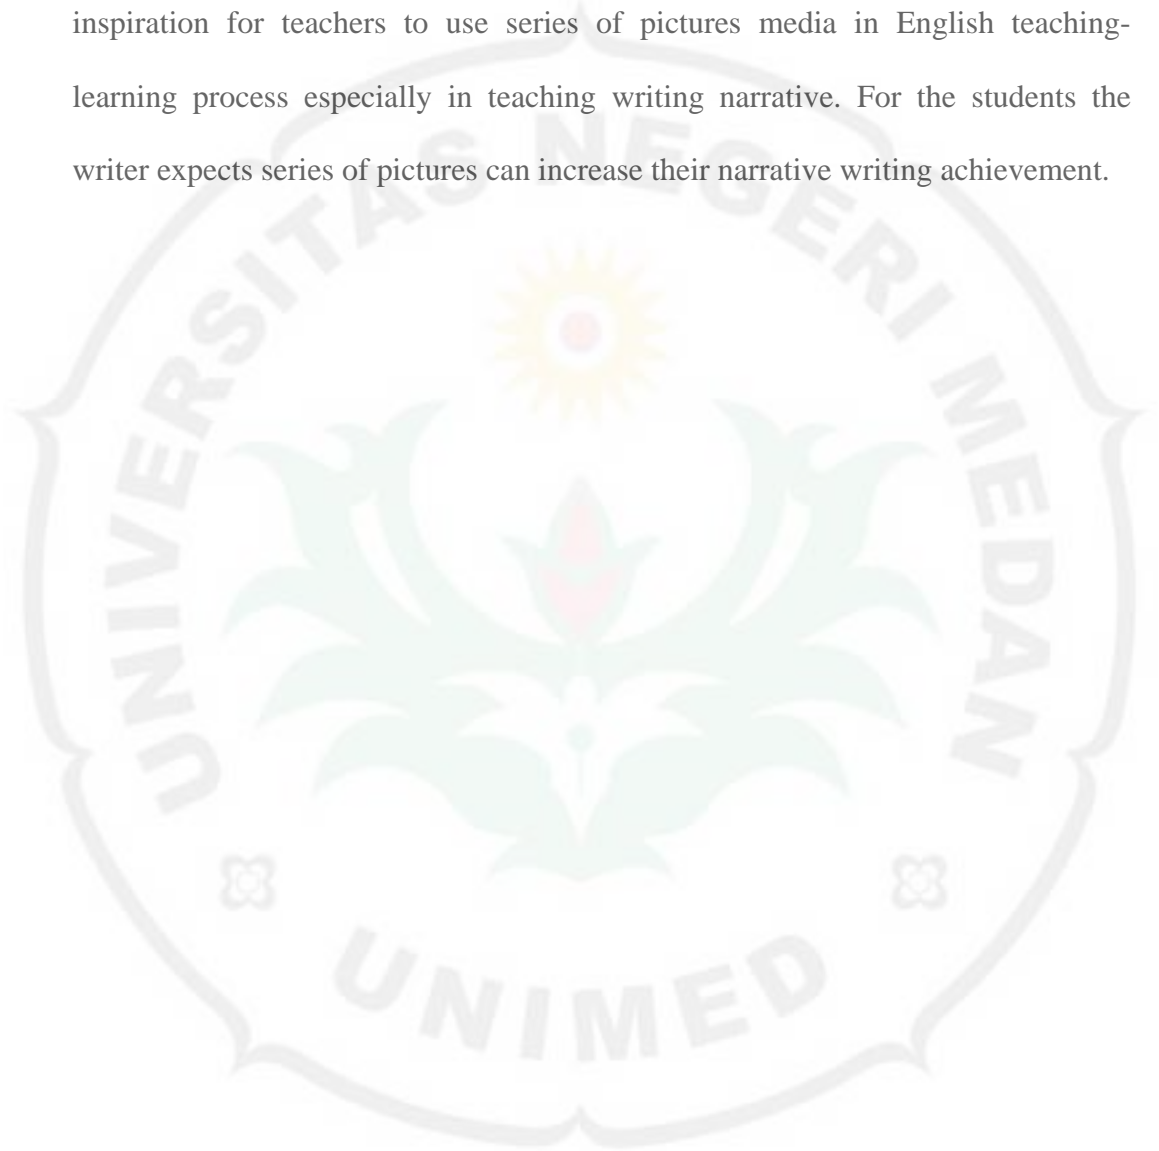 inspiration for teachers to use series of pictures media in English teaching-
learning process especially in teaching writing narrative. For the students the
writer expects series of pictures can increase their narrative writing achievement.
UNIVERSITAS NEGERI MEDAN
UNIMED